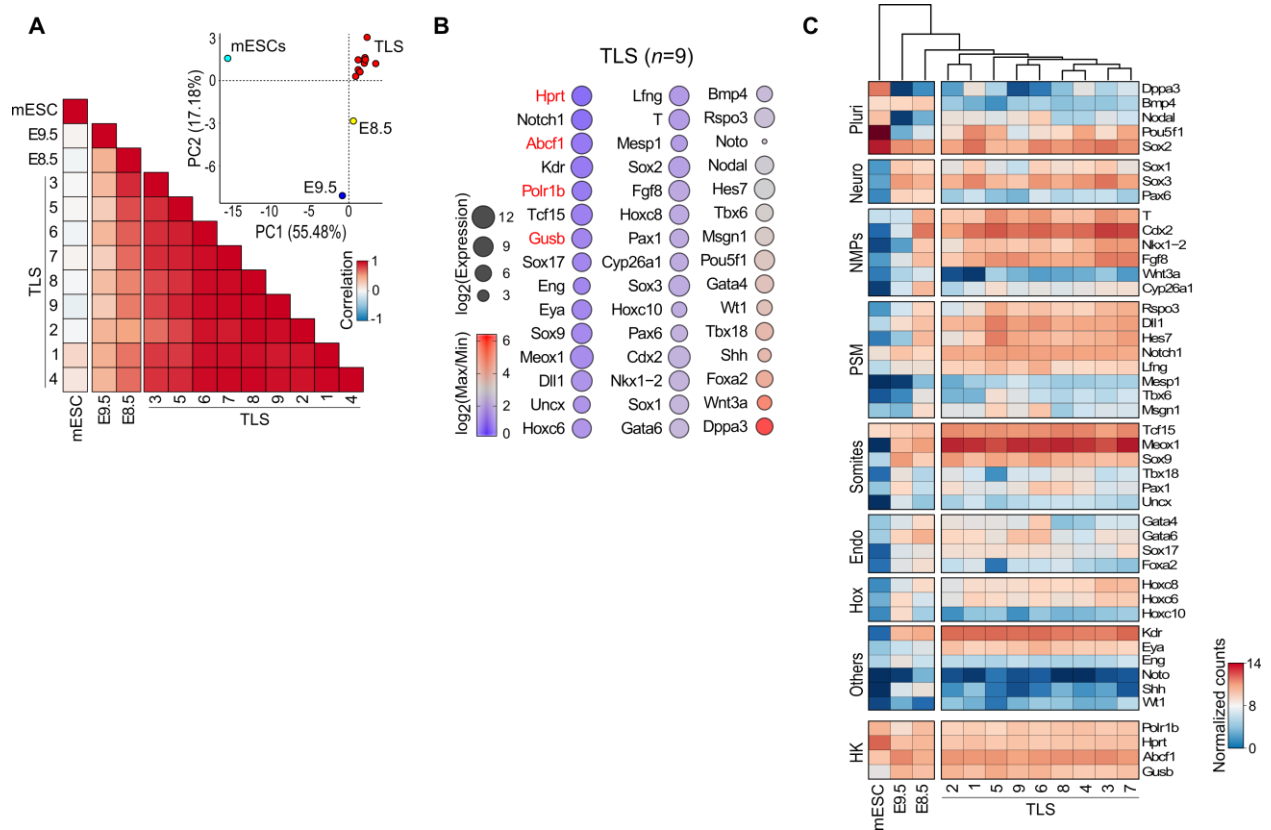 A
3
0
-3
-6
PC2 (17.18%)
mESCs
TLS
E8.5
E9.5
-15
-10
-5
0
PC1 (55.48%)
mESC
E9.5
E8.5
3
5
6
7
8
9
2
1
4
TLS
mESC
E9.5
E8.5
3
5
6
7
8
9
2
1
4
TLS
Correlation
1
0
-1
B
TLS (n=9)
log2(Expression)
12
9
6
3
log2(Max/Min)
6
4
2
0
Hprt
Notch1
Abcf1
Kdr
Polr1b
Tcf15
Gusb
Sox17
Eng
Eya
Sox9
Meox1
Dll1
Uncx
Hoxc6
Lfng
T
Mesp1
Sox2
Fgf8
Hoxc8
Pax1
Cyp26a1
Sox3
Hoxc10
Pax6
Cdx2
Nkx1−2
Sox1
Gata6
Bmp4
Rspo3
Noto
Nodal
Hes7
Tbx6
Msgn1
Pou5f1
Gata4
Wt1
Tbx18
Shh
Foxa2
Wnt3a
Dppa3
C
Pluri
Dppa3
Bmp4
Nodal
Pou5f1
Sox2
Neuro
Sox1
Sox3
Pax6
NMPs
T
Cdx2
Nkx1−2
Fgf8
Wnt3a
Cyp26a1
PSM
Rspo3
Dll1
Hes7
Notch1
Lfng
Mesp1
Tbx6
Msgn1
Somites
Tcf15
Meox1
Sox9
Tbx18
Pax1
Uncx
Endo
Gata4
Gata6
Sox17
Foxa2
Hox
Hoxc8
Hoxc6
Hoxc10
Others
Kdr
Eya
Eng
Noto
Shh
Wt1
HK
Polr1b
Hprt
Abcf1
Gusb
mESC
E9.5
E8.5
2
1
5
9
6
8
4
3
7
TLS
Normalized counts
14
8
0